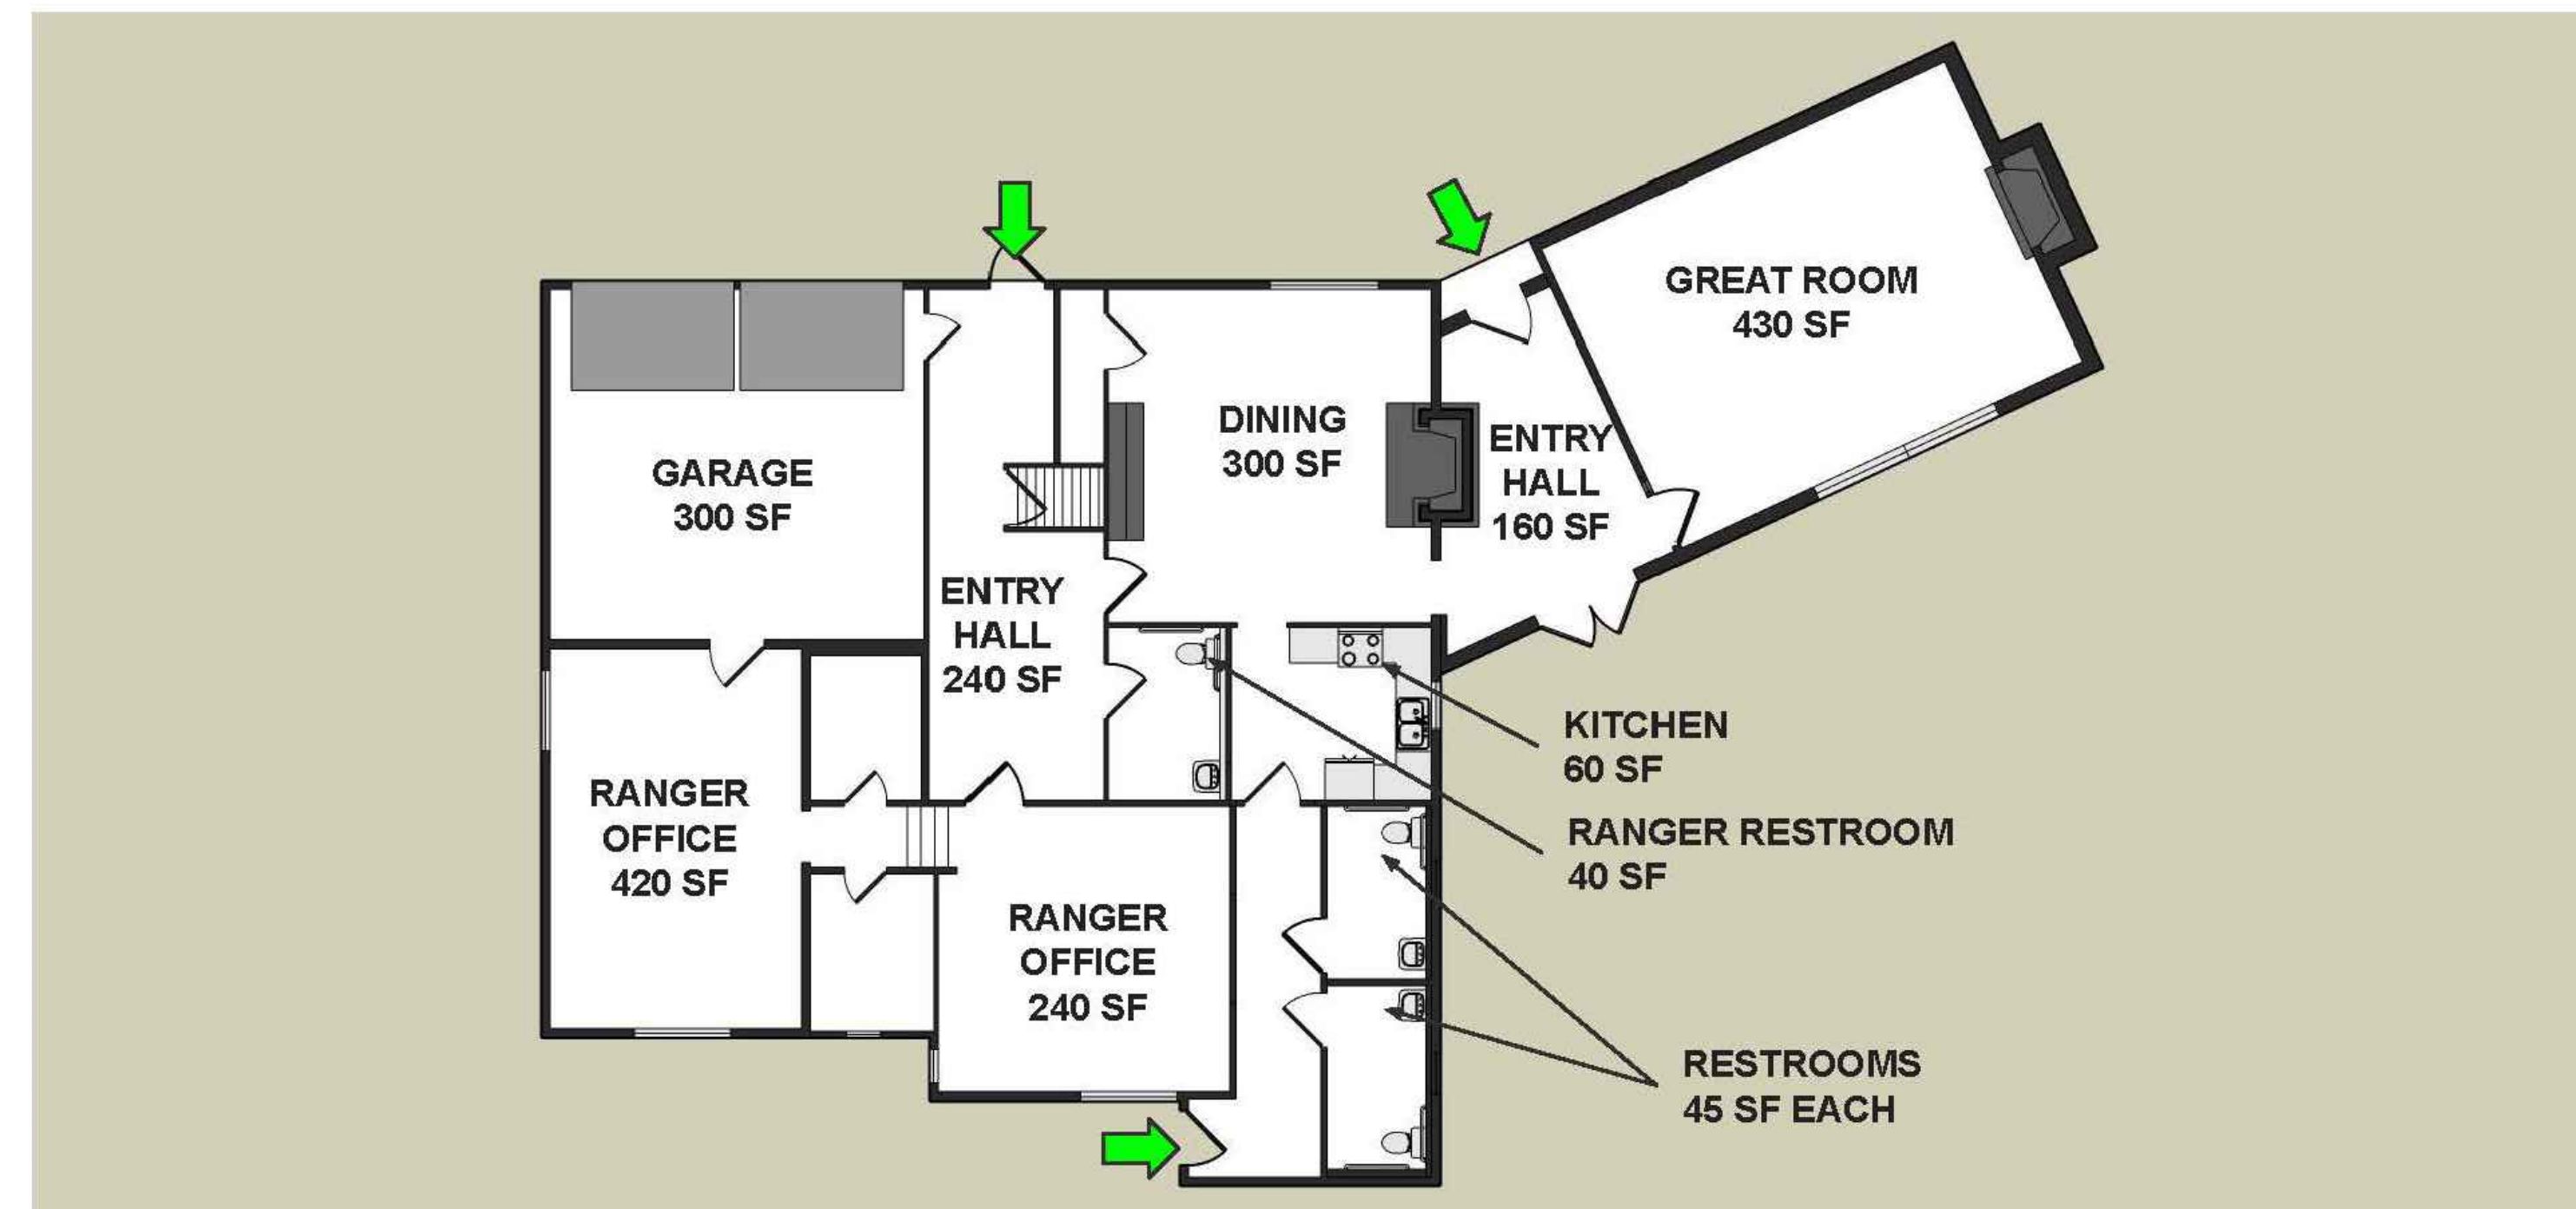 GREAT ROOM
430 SF
DINING
300 SF
ENTRY
HALL
160 SF
GARAGE
300 SF
ENTRY
HALL
240 SF
KITCHEN
60 SF
RANGER
OFFICE
420 SF
RANGER RESTROOM
40 SF
RANGER
OFFICE
240 SF
RESTROOMS
45 SF EACH